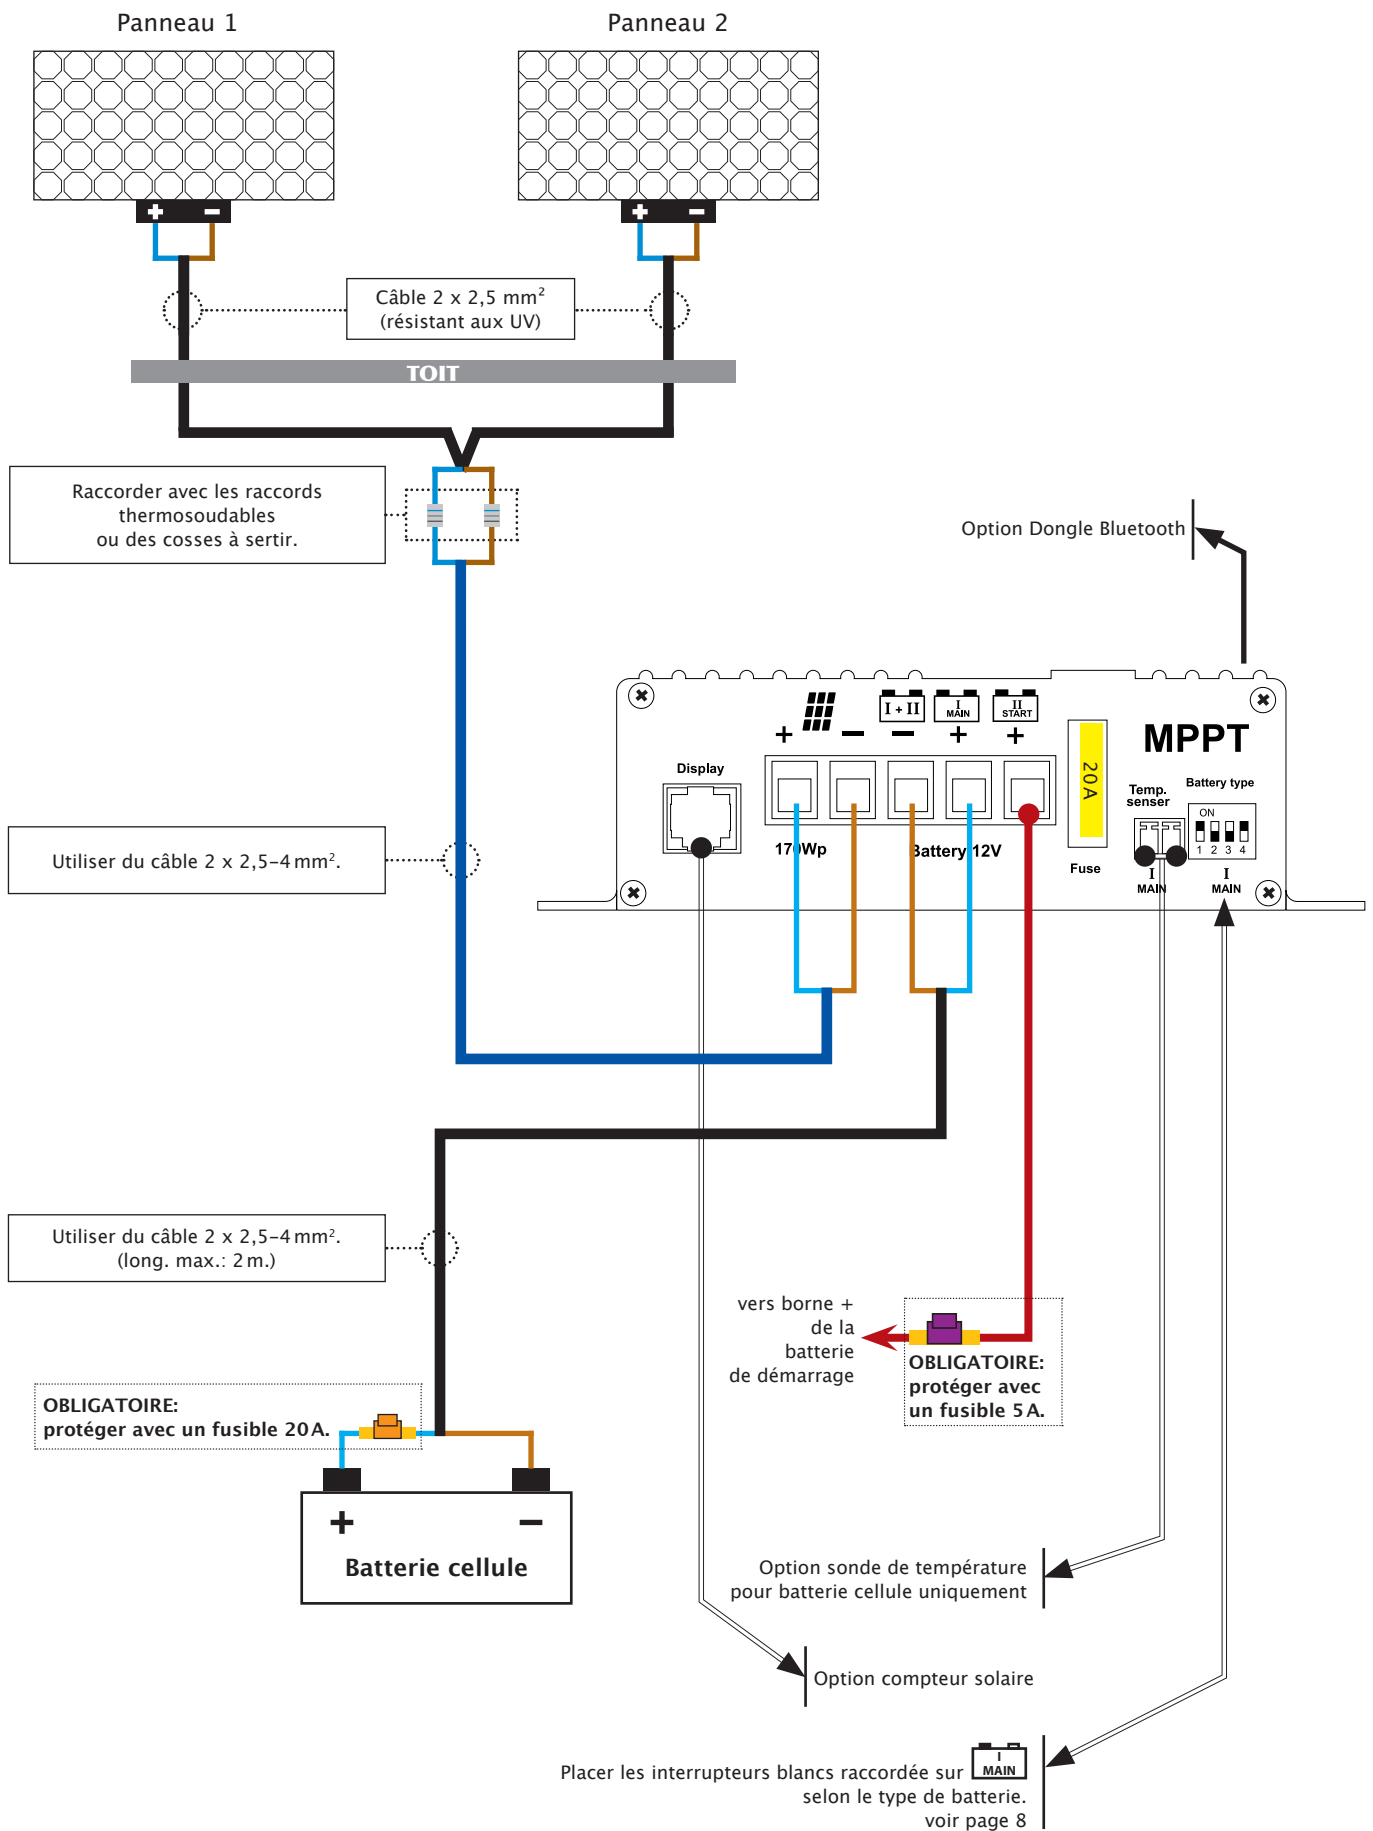 Panneau 1
Panneau 2
+ −
+ −
Câble 2 x 2,5 mm²
(résistant aux UV)
TOIT
Raccorder avec les raccords
thermosoudables
ou des cosses à sertir.
Option Dongle Bluetooth
I + II
I
MAIN
II
START
+ − − + +
MPPT
Display
20A
Temp.
senser
Battery type
ON
1 2 3 4
170Wp
Battery 12V
Fuse
I
MAIN
I
MAIN
Utiliser du câble 2 x 2,5–4 mm².
Utiliser du câble 2 x 2,5–4 mm².
(long. max.: 2 m.)
vers borne +
de la
batterie
de démarrage
OBLIGATOIRE:
protéger avec
un fusible 5 A.
OBLIGATOIRE:
protéger avec un fusible 20 A.
+ −
Batterie cellule
Option sonde de température
pour batterie cellule uniquement
Option compteur solaire
Placer les interrupteurs blancs raccordée sur
I
MAIN
selon le type de batterie.
voir page 8